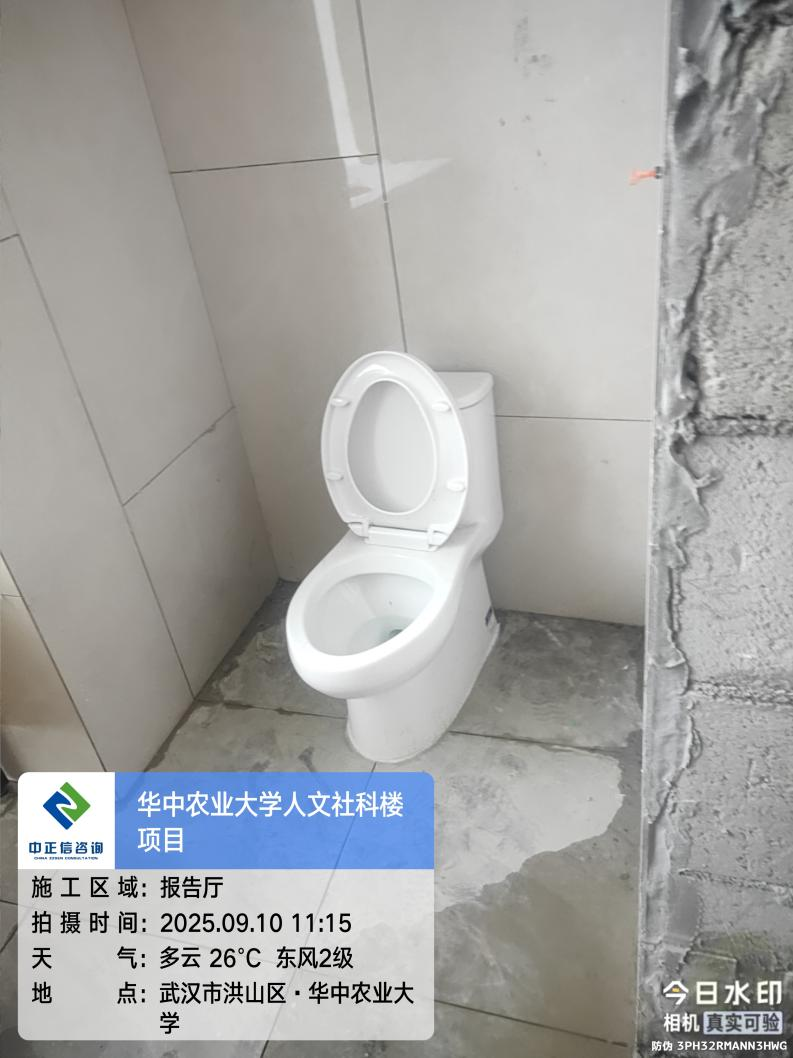 华中农业大学人文社科楼
项目
中正信咨询
CHINA ZOSEN CONSULTATION
施工区域：报告厅
拍摄时间：2025.09.10 11:15
天气：多云 26°C 东风2级
地点：武汉市洪山区·华中农业大
学
今日水印
相机 真实可验
防伪 3PH32RMANN3HWG